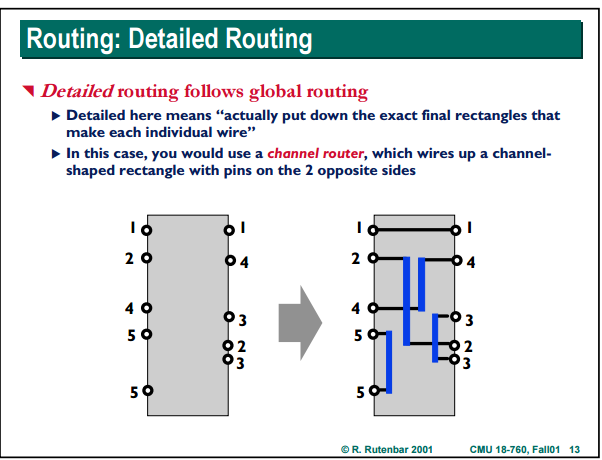 Routing: Detailed Routing
Detailed routing follows global routing
Detailed here means “actually put down the exact final rectangles that
make each individual wire”
In this case, you would use a channel router, which wires up a channel-
shaped rectangle with pins on the 2 opposite sides
1 1 1 1
2 4 2 4
4 3 4 3
5 2 5 2
3 3
5 5
© R. Rutenbar 2001 CMU 18-760, Fall01 13